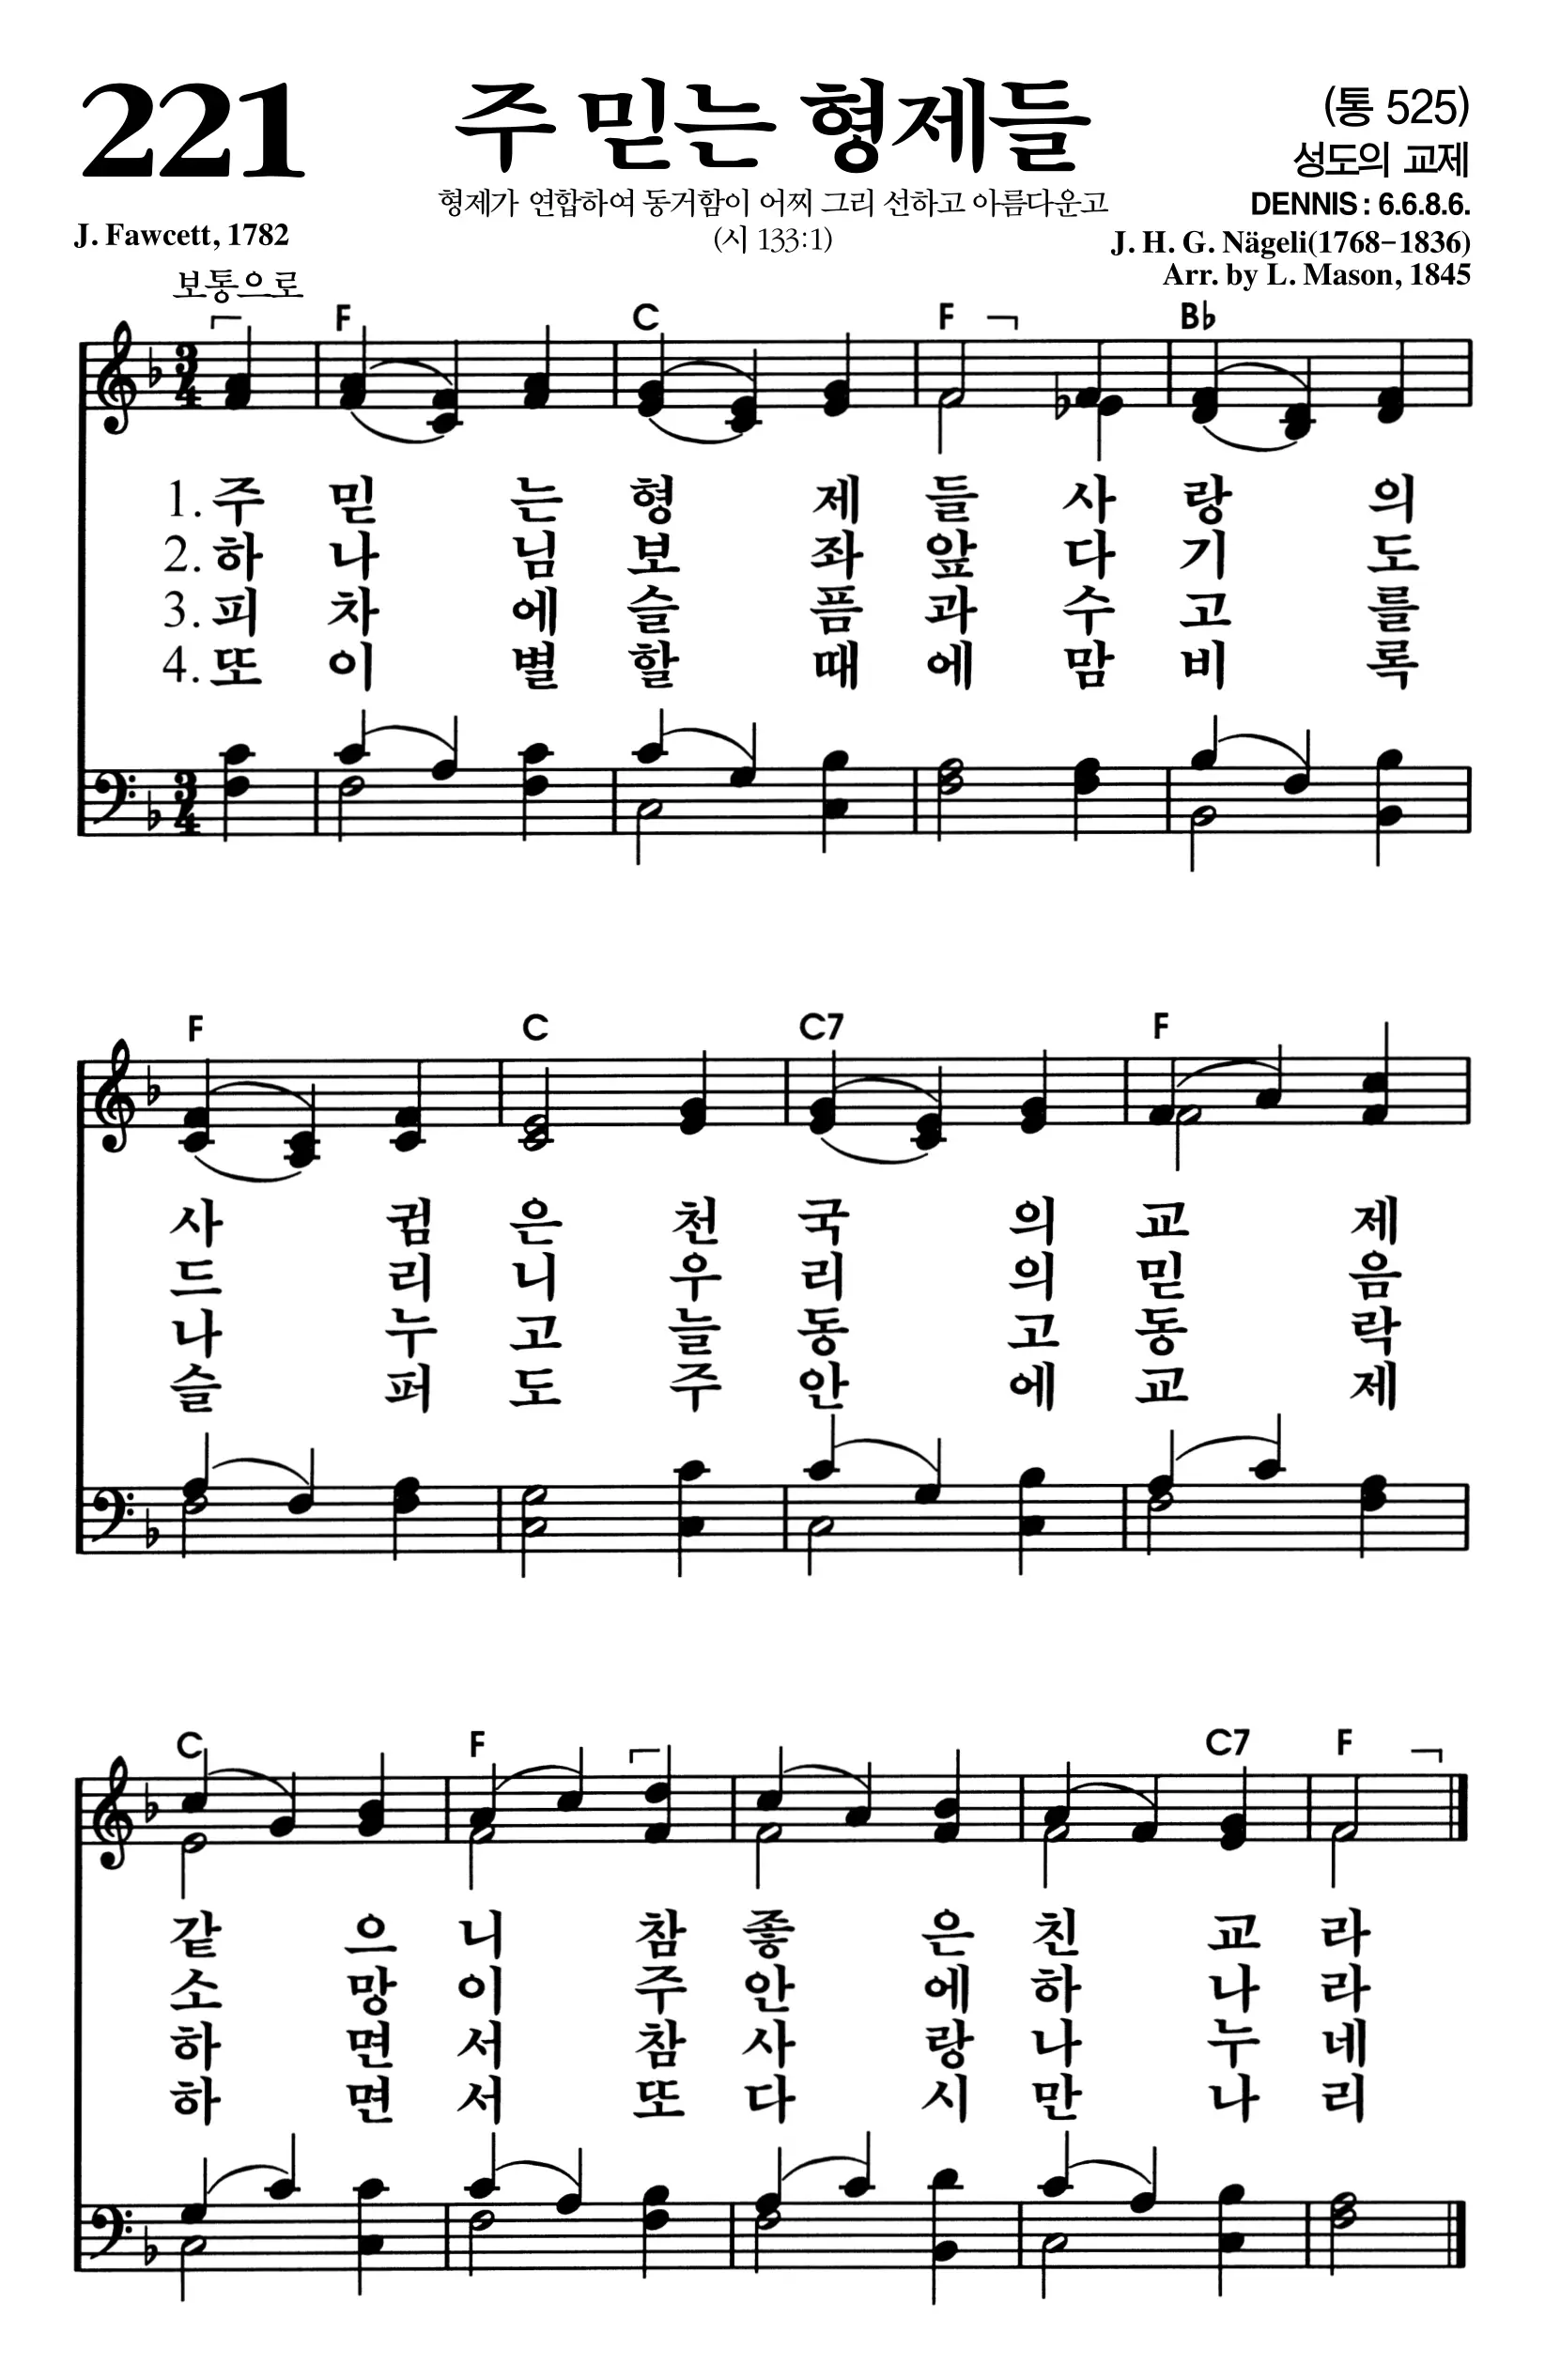 221
주 믿는 형제들
(통 525)
성도의 교제
형제가 연합하여 동거함이 어찌 그리 선하고 아름다운고
(시 133:1)
DENNIS : 6.6.8.6.
J. Fawcett, 1782
J. H. G. Nägeli(1768-1836)
Arr. by L. Mason, 1845
보통으로
F C F B♭
1. 주 믿 는 형 제 들 사 랑 의
2. 하 나 님 보 좌 앞 다 기 도
3. 피 차 에 슬 픔 과 수 고 를
4. 또 이 별 할 때 에 맘 비 록
F C C7 F
사 귐 은 천 국 의 교 제
드 리 니 우 리 의 믿 음
나 누 고 늘 동 고 동 락
슬 퍼 도 주 안 에 교 제
C F C7 F
같 으 니 참 좋 은 친 교 라
소 망 이 주 안 에 하 나 라
하 면 서 참 사 랑 나 누 네
하 면 서 또 다 시 만 나 리